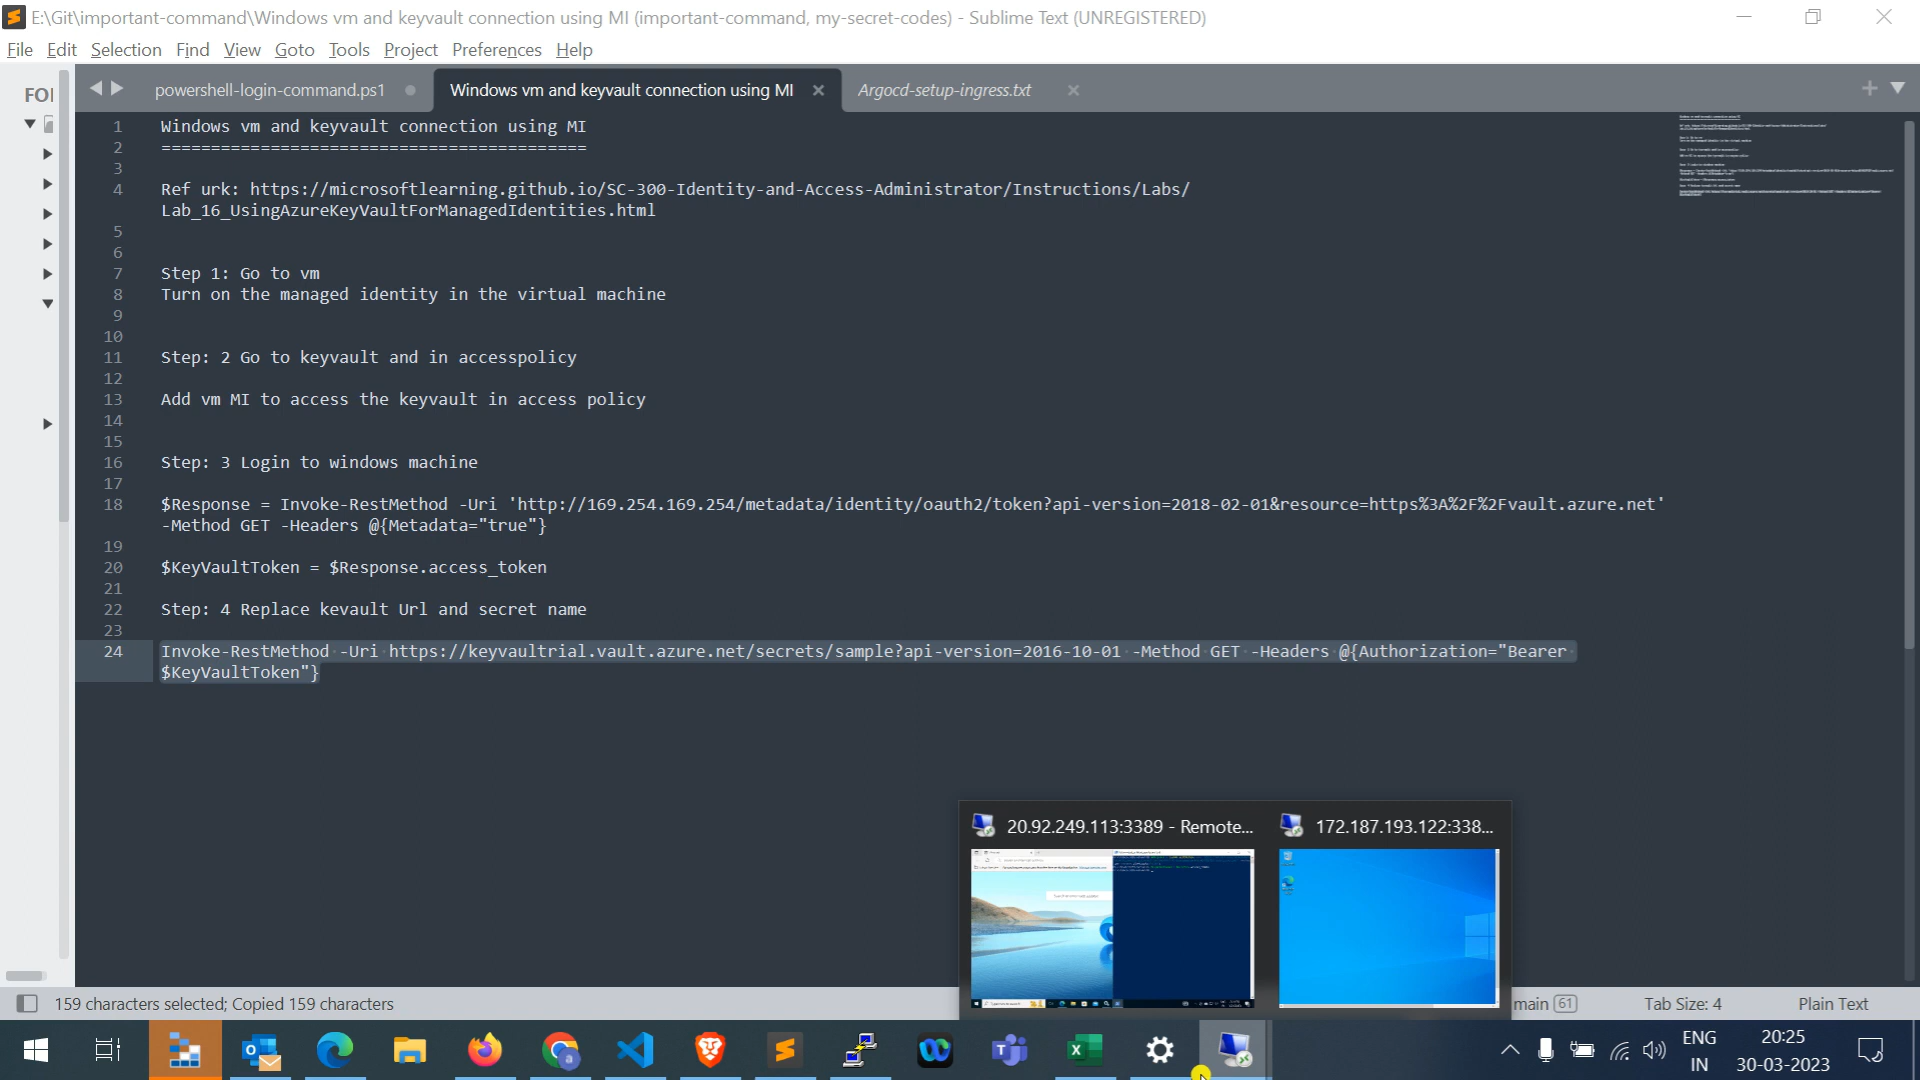 E:\Git\important-command\Windows vm and keyvault connection using MI (important-command, my-secret-codes) - Sublime Text (UNREGISTERED)
File Edit Selection Find View Goto Tools Project Preferences Help
FOI
powershell-login-command.ps1
Windows vm and keyvault connection using MI
Argocd-setup-ingress.txt
1 Windows vm and keyvault connection using MI
2 ===========================================
3
4 Ref urk: https://microsoftlearning.github.io/SC-300-Identity-and-Access-Administrator/Instructions/Labs/
Lab_16_UsingAzureKeyVaultForManagedIdentities.html
5
6
7 Step 1: Go to vm
8 Turn on the managed identity in the virtual machine
9
10
11 Step: 2 Go to keyvault and in accesspolicy
12
13 Add vm MI to access the keyvault in access policy
14
15
16 Step: 3 Login to windows machine
17
18 $Response = Invoke-RestMethod -Uri 'http://169.254.169.254/metadata/identity/oauth2/token?api-version=2018-02-01&resource=https%3A%2F%2Fvault.azure.net'
-Method GET -Headers @{Metadata="true"}
19
20 $KeyVaultToken = $Response.access_token
21
22 Step: 4 Replace kevault Url and secret name
23
24 Invoke-RestMethod -Uri https://keyvaultrial.vault.azure.net/secrets/sample?api-version=2016-10-01 -Method GET -Headers @{Authorization="Bearer
$KeyVaultToken"}
20.92.249.113:3389 - Remote...
172.187.193.122:338...
159 characters selected; Copied 159 characters
main 61
Tab Size: 4
Plain Text
ENG
IN
20:25
30-03-2023